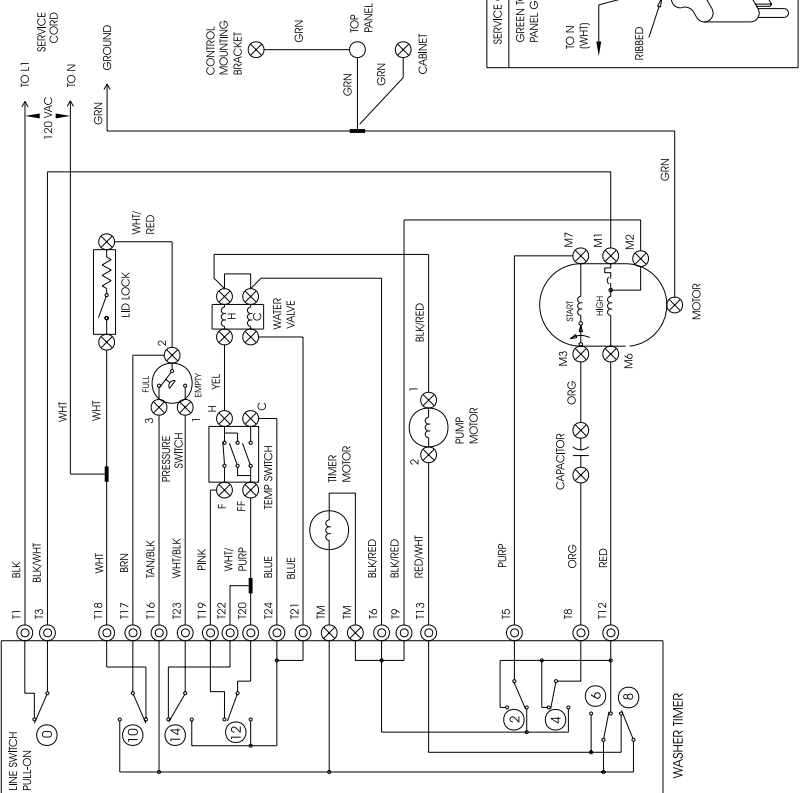 SERVICE
CORD
TO L1
120 VAC
TO N
GROUND
GRN
CONTROL
MOUNTING
BRACKET
GRN
TOP
PANEL
GRN
GRN
CABINET
TO N
(WHT)
RIBBED
GRN
WHT/
RED
LID LOCK
WHT
WHT
2
FULL
EMPTY
3
1
PRESSURE
SWITCH
H
C
WATER
VALVE
YEL
H
C
F
FF
TEMP SWITCH
TIMER
MOTOR
BLK/RED
1
2
PUMP
MOTOR
M7
M1
M2
START
HIGH
M3
M6
MOTOR
ORG
CAPACITOR
BLK
BLK/WHT
WHT
BRN
TAN/BLK
WHT/BLK
PINK
WHT/
PURP
BLUE
BLUE
BLK/RED
BLK/RED
RED/WHT
PURP
ORG
RED
T1
T3
T18
T17
T16
T23
T19
T22
T20
T24
T21
TM
TM
T6
T9
T13
T5
T8
T12
LINE SWITCH
PULL-ON
0
10
14
12
2
4
6
8
WASHER TIMER